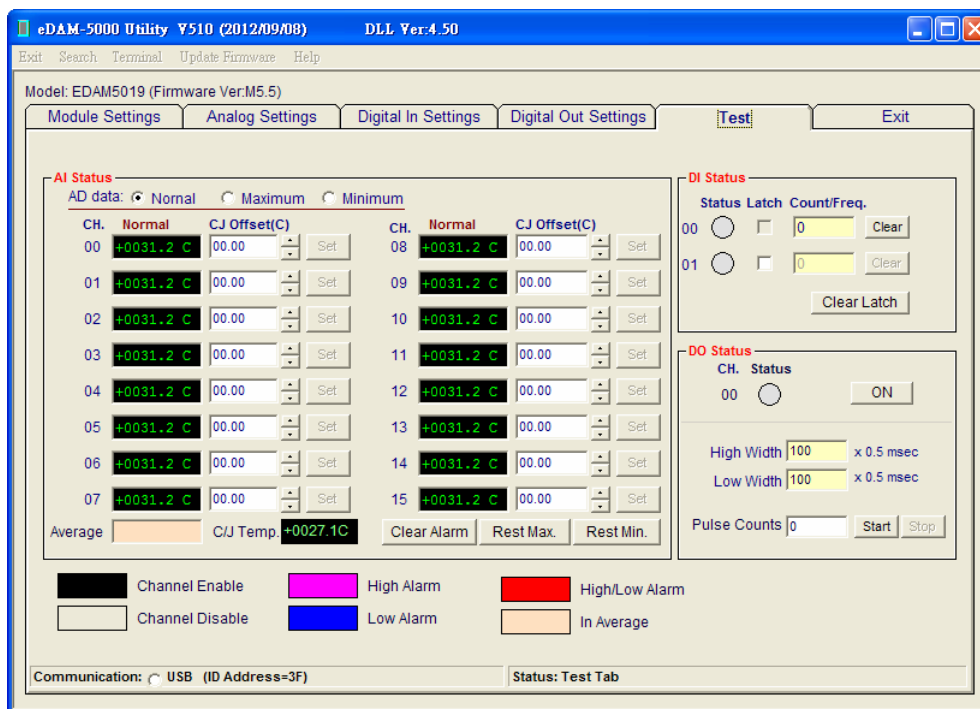 eDAM-5000 Utility V510 (2012/09/08) DLL Ver:4.50
Exit Search Terminal Update Firmware Help
Model: EDAM5019 (Firmware Ver:M5.5)
Module Settings Analog Settings Digital In Settings Digital Out Settings Test Exit
AI Status
AD data: Nornal Maximum Minimum
CH. Normal CJ Offset(C) CH. Normal CJ Offset(C)
00 +0031.2 C 00.00 Set 08 +0031.2 C 00.00 Set
01 +0031.2 C 00.00 Set 09 +0031.2 C 00.00 Set
02 +0031.2 C 00.00 Set 10 +0031.2 C 00.00 Set
03 +0031.2 C 00.00 Set 11 +0031.2 C 00.00 Set
04 +0031.2 C 00.00 Set 12 +0031.2 C 00.00 Set
05 +0031.2 C 00.00 Set 13 +0031.2 C 00.00 Set
06 +0031.2 C 00.00 Set 14 +0031.2 C 00.00 Set
07 +0031.2 C 00.00 Set 15 +0031.2 C 00.00 Set
Average C/J Temp. +0027.1C Clear Alarm Rest Max. Rest Min.
DI Status
Status Latch Count/Freq.
00 0 Clear
01 0 Clear
Clear Latch
DO Status
CH. Status
00 ON
High Width 100 x 0.5 msec
Low Width 100 x 0.5 msec
Pulse Counts 0 Start Stop
Channel Enable High Alarm High/Low Alarm
Channel Disable Low Alarm In Average
Communication: USB (ID Address=3F) Status: Test Tab